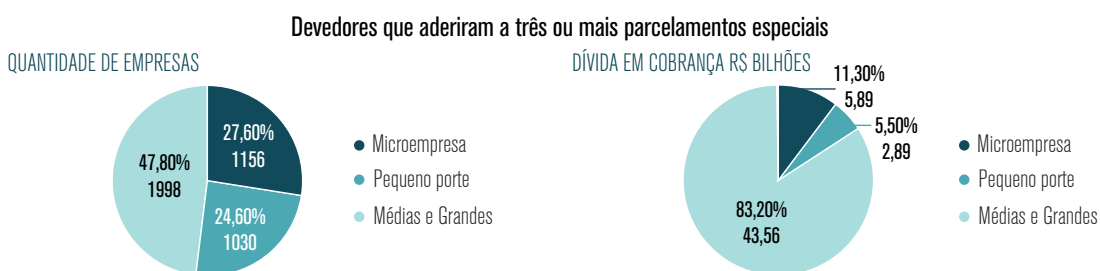 Devedores que aderiram a três ou mais parcelamentos especiais
QUANTIDADE DE EMPRESAS
27,60%
1156
47,80%
1998
24,60%
1030
Microempresa
Pequeno porte
Médias e Grandes
DÍVIDA EM COBRANÇA R$ BILHÕES
11,30%
5,89
5,50%
2,89
83,20%
43,56
Microempresa
Pequeno porte
Médias e Grandes